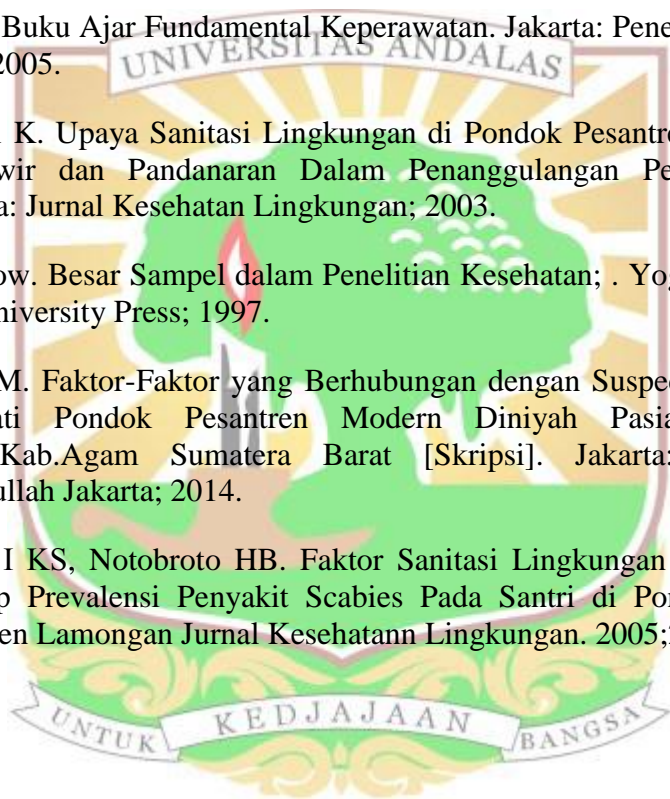 Buku Ajar Fundamental Keperawatan. Jakarta: Pene
2005.
UNIVERSITAS ANDALAS
K. Upaya Sanitasi Lingkungan di Pondok Pesantre
wir dan Pandanaran Dalam Penanggulangan Pe
a: Jurnal Kesehatan Lingkungan; 2003.
ow. Besar Sampel dalam Penelitian Kesehatan; . Yog
niversity Press; 1997.
M. Faktor-Faktor yang Berhubungan dengan Suspec
ati Pondok Pesantren Modern Diniyah Pasia
Kab.Agam Sumatera Barat [Skripsi]. Jakarta:
ullah Jakarta; 2014.
I KS, Notobroto HB. Faktor Sanitasi Lingkungan
p Prevalensi Penyakit Scabies Pada Santri di Por
en Lamongan Jurnal Kesehatann Lingkungan. 2005;
UNTUK KEDJAJAAN BANGSA